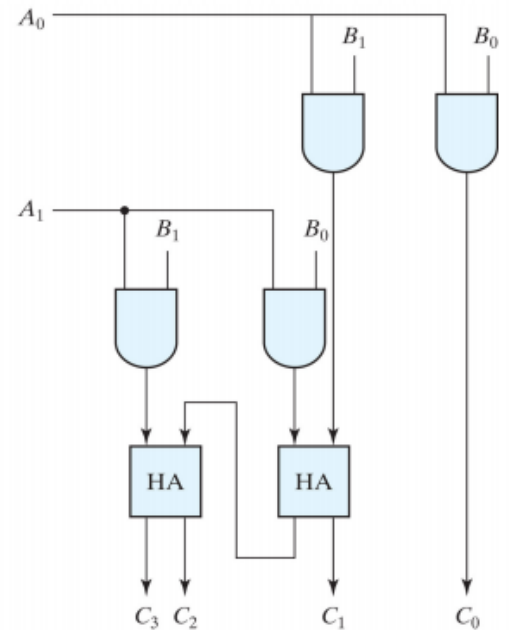 A₀
B₁ B₀
A₁
B₁ B₀
HA HA
C₃ C₂ C₁ C₀